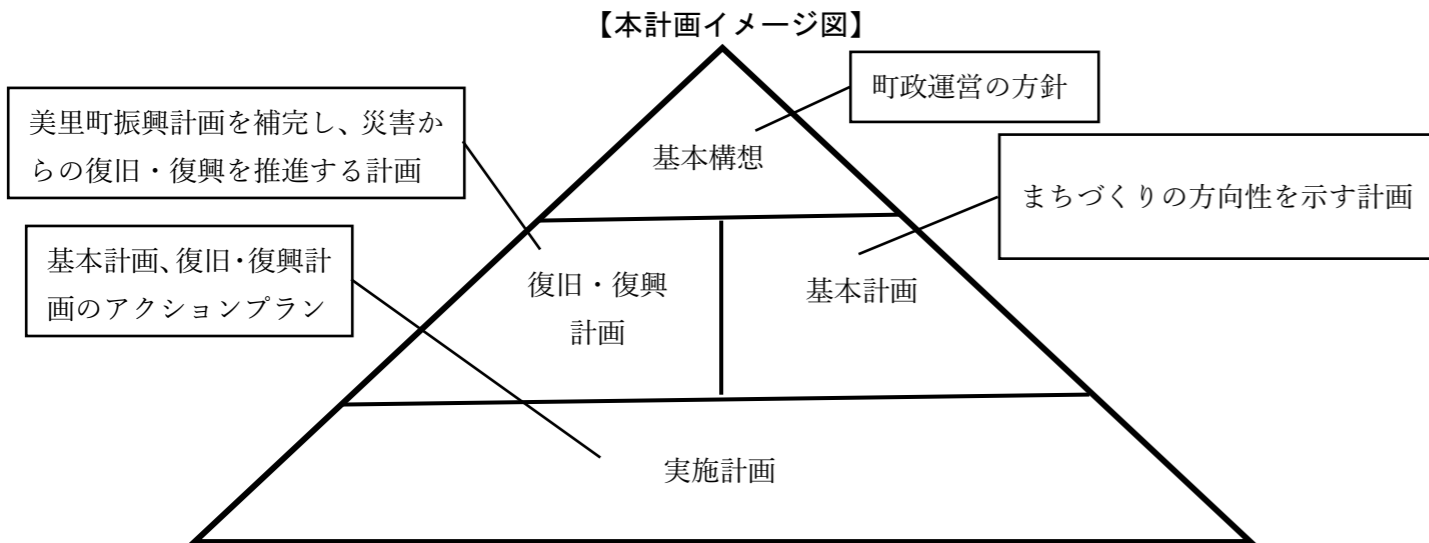 【本計画イメージ図】
町政運営の方針
美里町振興計画を補完し、災害か
らの復旧・復興を推進する計画
基本構想
まちづくりの方向性を示す計画
基本計画、復旧・復興計
画のアクションプラン
復旧・復興
計画
基本計画
実施計画